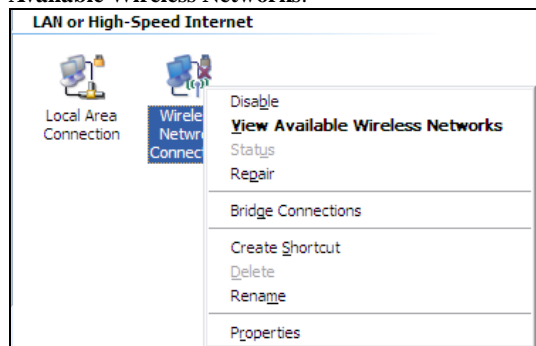 LAN or High-Speed Internet
Local Area
Connection
Disable
View Available Wireless Networks
Status
Repair
Bridge Connections
Create Shortcut
Delete
Rename
Properties